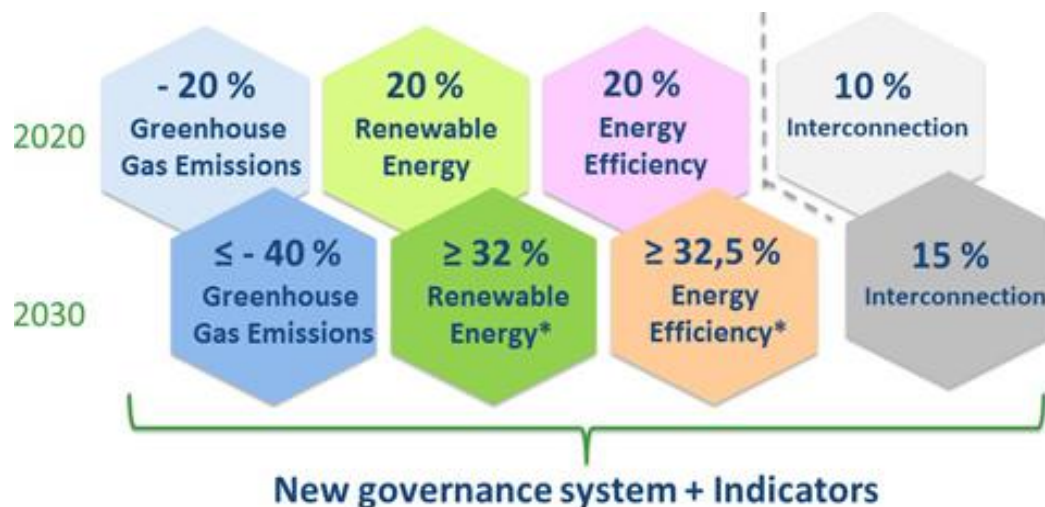 2020
- 20 %
Greenhouse
Gas Emissions
20 %
Renewable
Energy
20 %
Energy
Efficiency
10 %
Interconnection
2030
≤ - 40 %
Greenhouse
Gas Emissions
≥ 32 %
Renewable
Energy*
≥ 32,5 %
Energy
Efficiency*
15 %
Interconnection
New governance system + Indicators